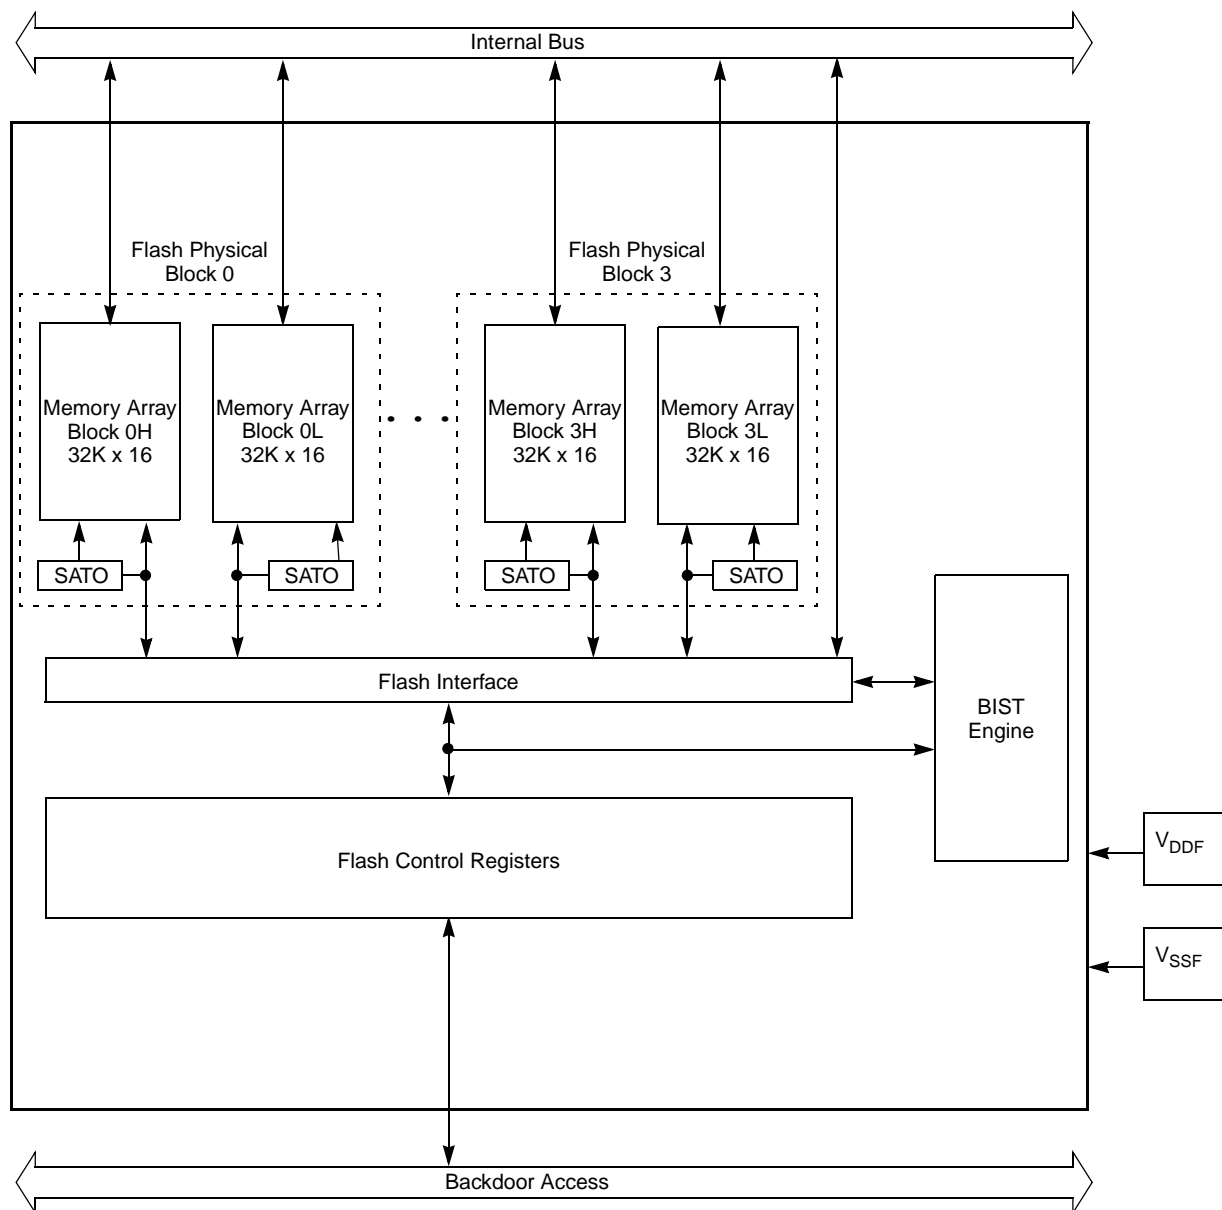 Internal Bus
Flash Physical
Block 0
Flash Physical
Block 3
Memory Array
Block 0H
32K x 16
Memory Array
Block 0L
32K x 16
Memory Array
Block 3H
32K x 16
Memory Array
Block 3L
32K x 16
SATO
SATO
SATO
SATO
Flash Interface
BIST
Engine
Flash Control Registers
VDDF
VSSF
Backdoor Access